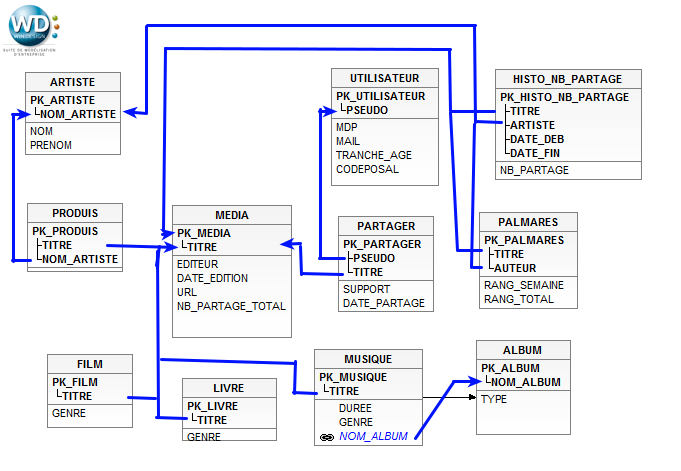 WD
WIN DESIGN
SUITE DE MODÉLISATION
D'ENTREPRISE
ARTISTE
PK_ARTISTE
NOM_ARTISTE
NOM
PRENOM
UTILISATEUR
PK_UTILISATEUR
PSEUDO
MDP
MAIL
TRANCHE_AGE
CODEPOSAL
HISTO_NB_PARTAGE
PK_HISTO_NB_PARTAGE
TITRE
ARTISTE
DATE_DEB
DATE_FIN
NB_PARTAGE
PRODUIS
PK_PRODUIS
TITRE
NOM_ARTISTE
MEDIA
PK_MEDIA
TITRE
EDITEUR
DATE_EDITION
URL
NB_PARTAGE_TOTAL
PARTAGER
PK_PARTAGER
PSEUDO
TITRE
SUPPORT
DATE_PARTAGE
PALMARES
PK_PALMARES
TITRE
AUTEUR
RANG_SEMAINE
RANG_TOTAL
FILM
PK_FILM
TITRE
GENRE
LIVRE
PK_LIVRE
TITRE
GENRE
MUSIQUE
PK_MUSIQUE
TITRE
DUREE
GENRE
NOM_ALBUM
ALBUM
PK_ALBUM
NOM_ALBUM
TYPE